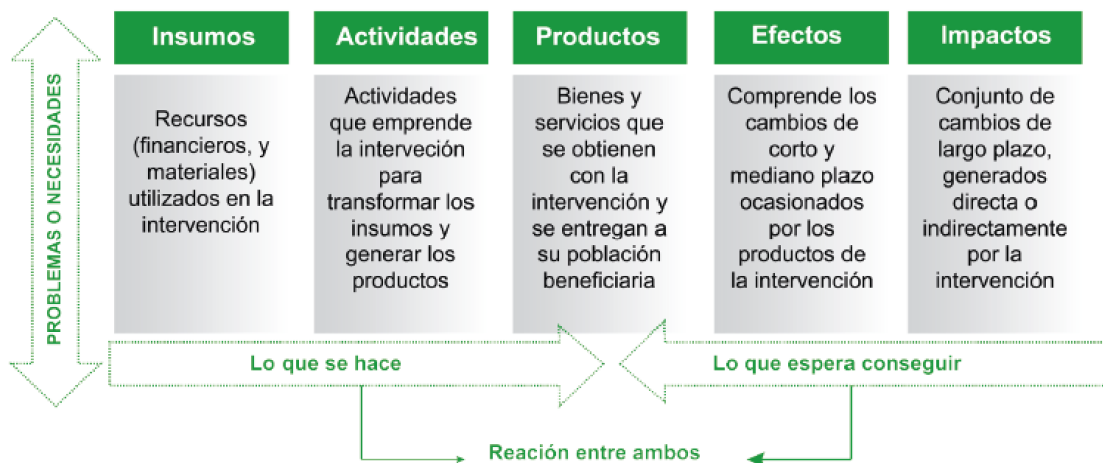 PROBLEMAS O NECESIDADES
Insumos
Recursos
(financieros, y
materiales)
utilizados en la
intervención
Actividades
Actividades
que emprende
la interveción
para
transformar los
insumos y
generar los
productos
Productos
Bienes y
servicios que
se obtienen
con la
intervención y
se entregan a
su población
beneficiaria
Efectos
Comprende los
cambios de
corto y
mediano plazo
ocasionados
por los
productos de
la intervención
Impactos
Conjunto de
cambios de
largo plazo,
generados
directa o
indirectamente
por la
intervención
Lo que se hace
Lo que espera conseguir
Reación entre ambos